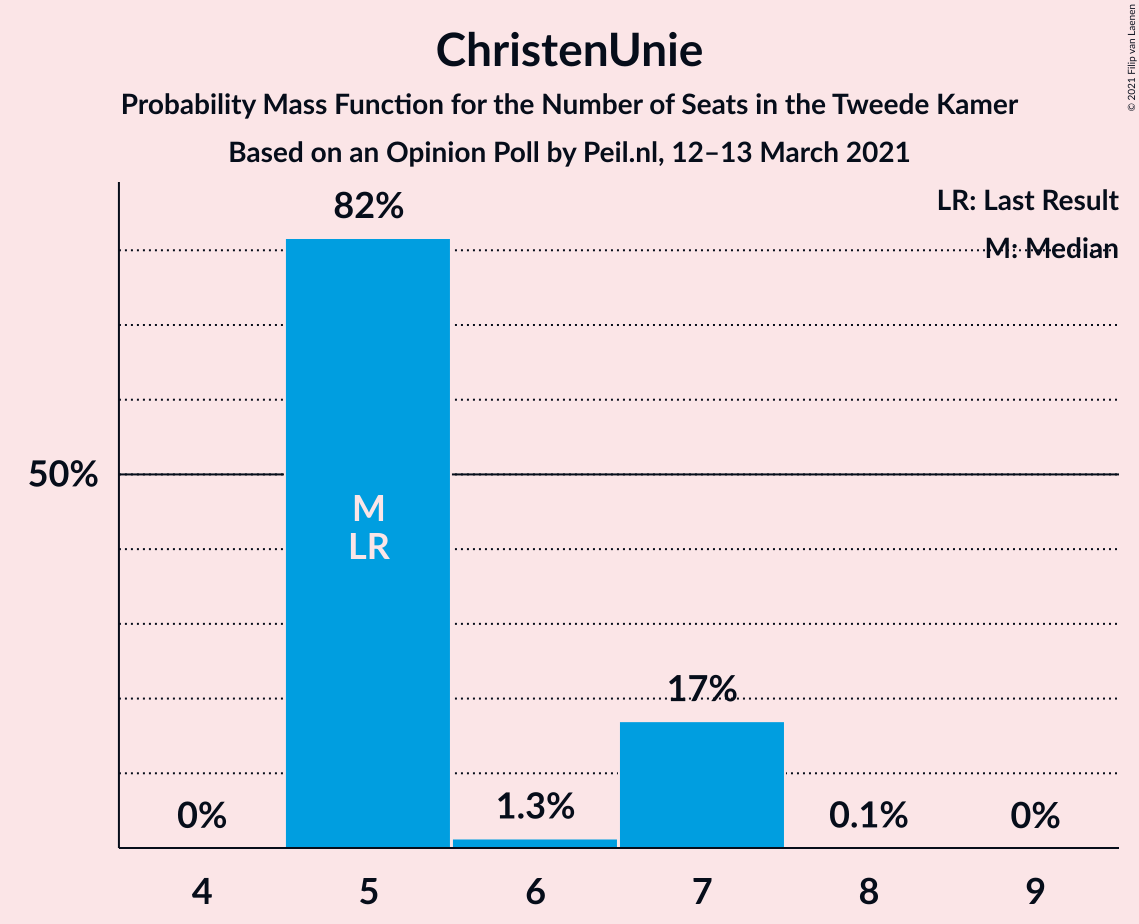 ChristenUnie
Probability Mass Function for the Number of Seats in the Tweede Kamer
Based on an Opinion Poll by Peil.nl, 12–13 March 2021
© 2021 Filip van Laenen
LR: Last Result
M: Median
82%
50%
M
LR
17%
0%
1.3%
0.1%
0%
4
5
6
7
8
9